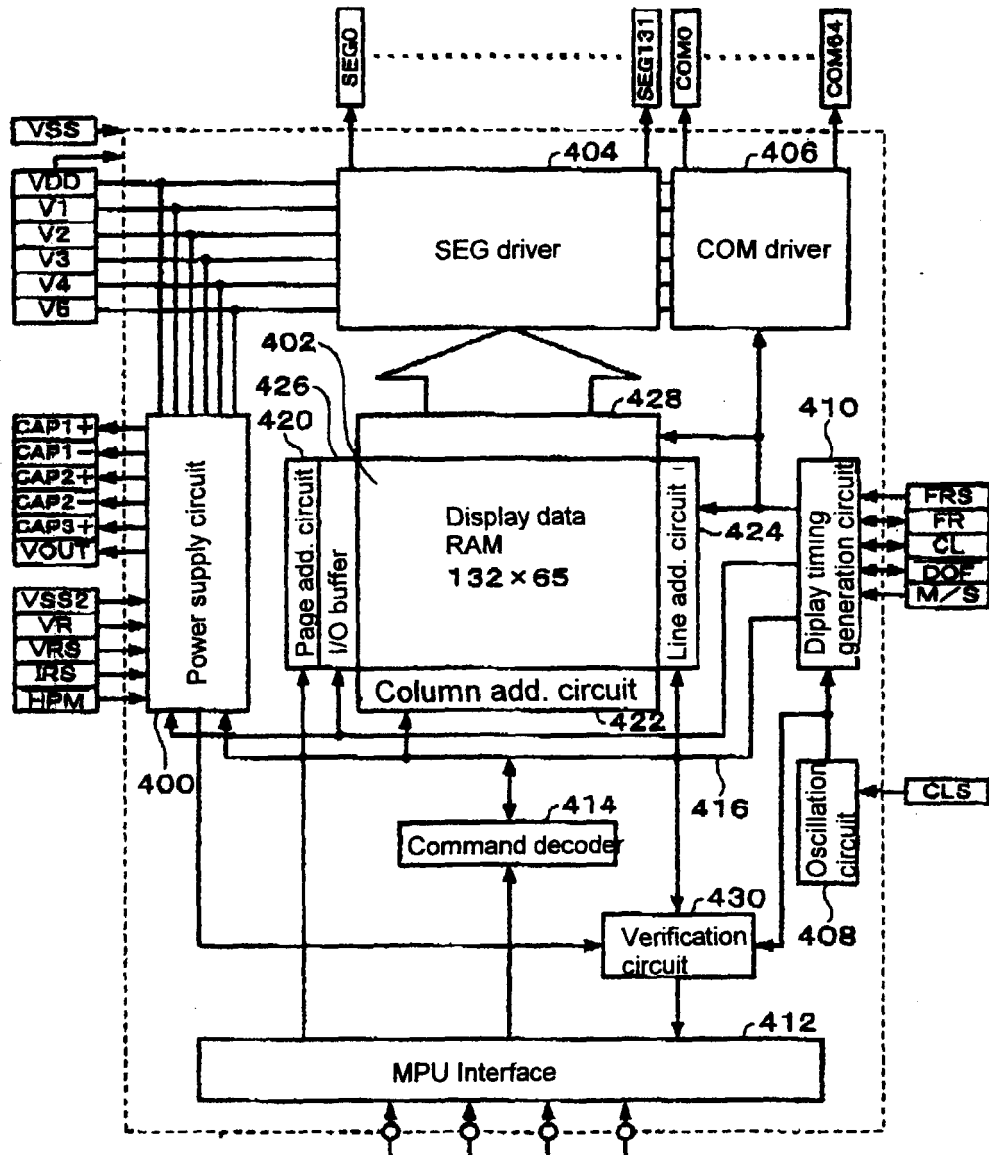 SEG0
SEG131
COM0
COM64
VSS
404
406
VDD
V1
V2
V3
V4
V5
SEG driver
COM driver
402
426
420
428
410
CAP1+
CAP1-
CAP2+
CAP2-
CAP3+
VOUT
VSS2
VR
VRS
IRS
HPM
Power supply circuit
Page add. circuit
I/O buffer
Display data
RAM
132×65
Line add. circuit
424
Diplay timing
generation circuit
FRS
FR
CL
DOF
M/S
Column add. circuit
422
400
416
414
Command decoder
Oscillation
circuit
CLS
408
430
Verification
circuit
412
MPU Interface